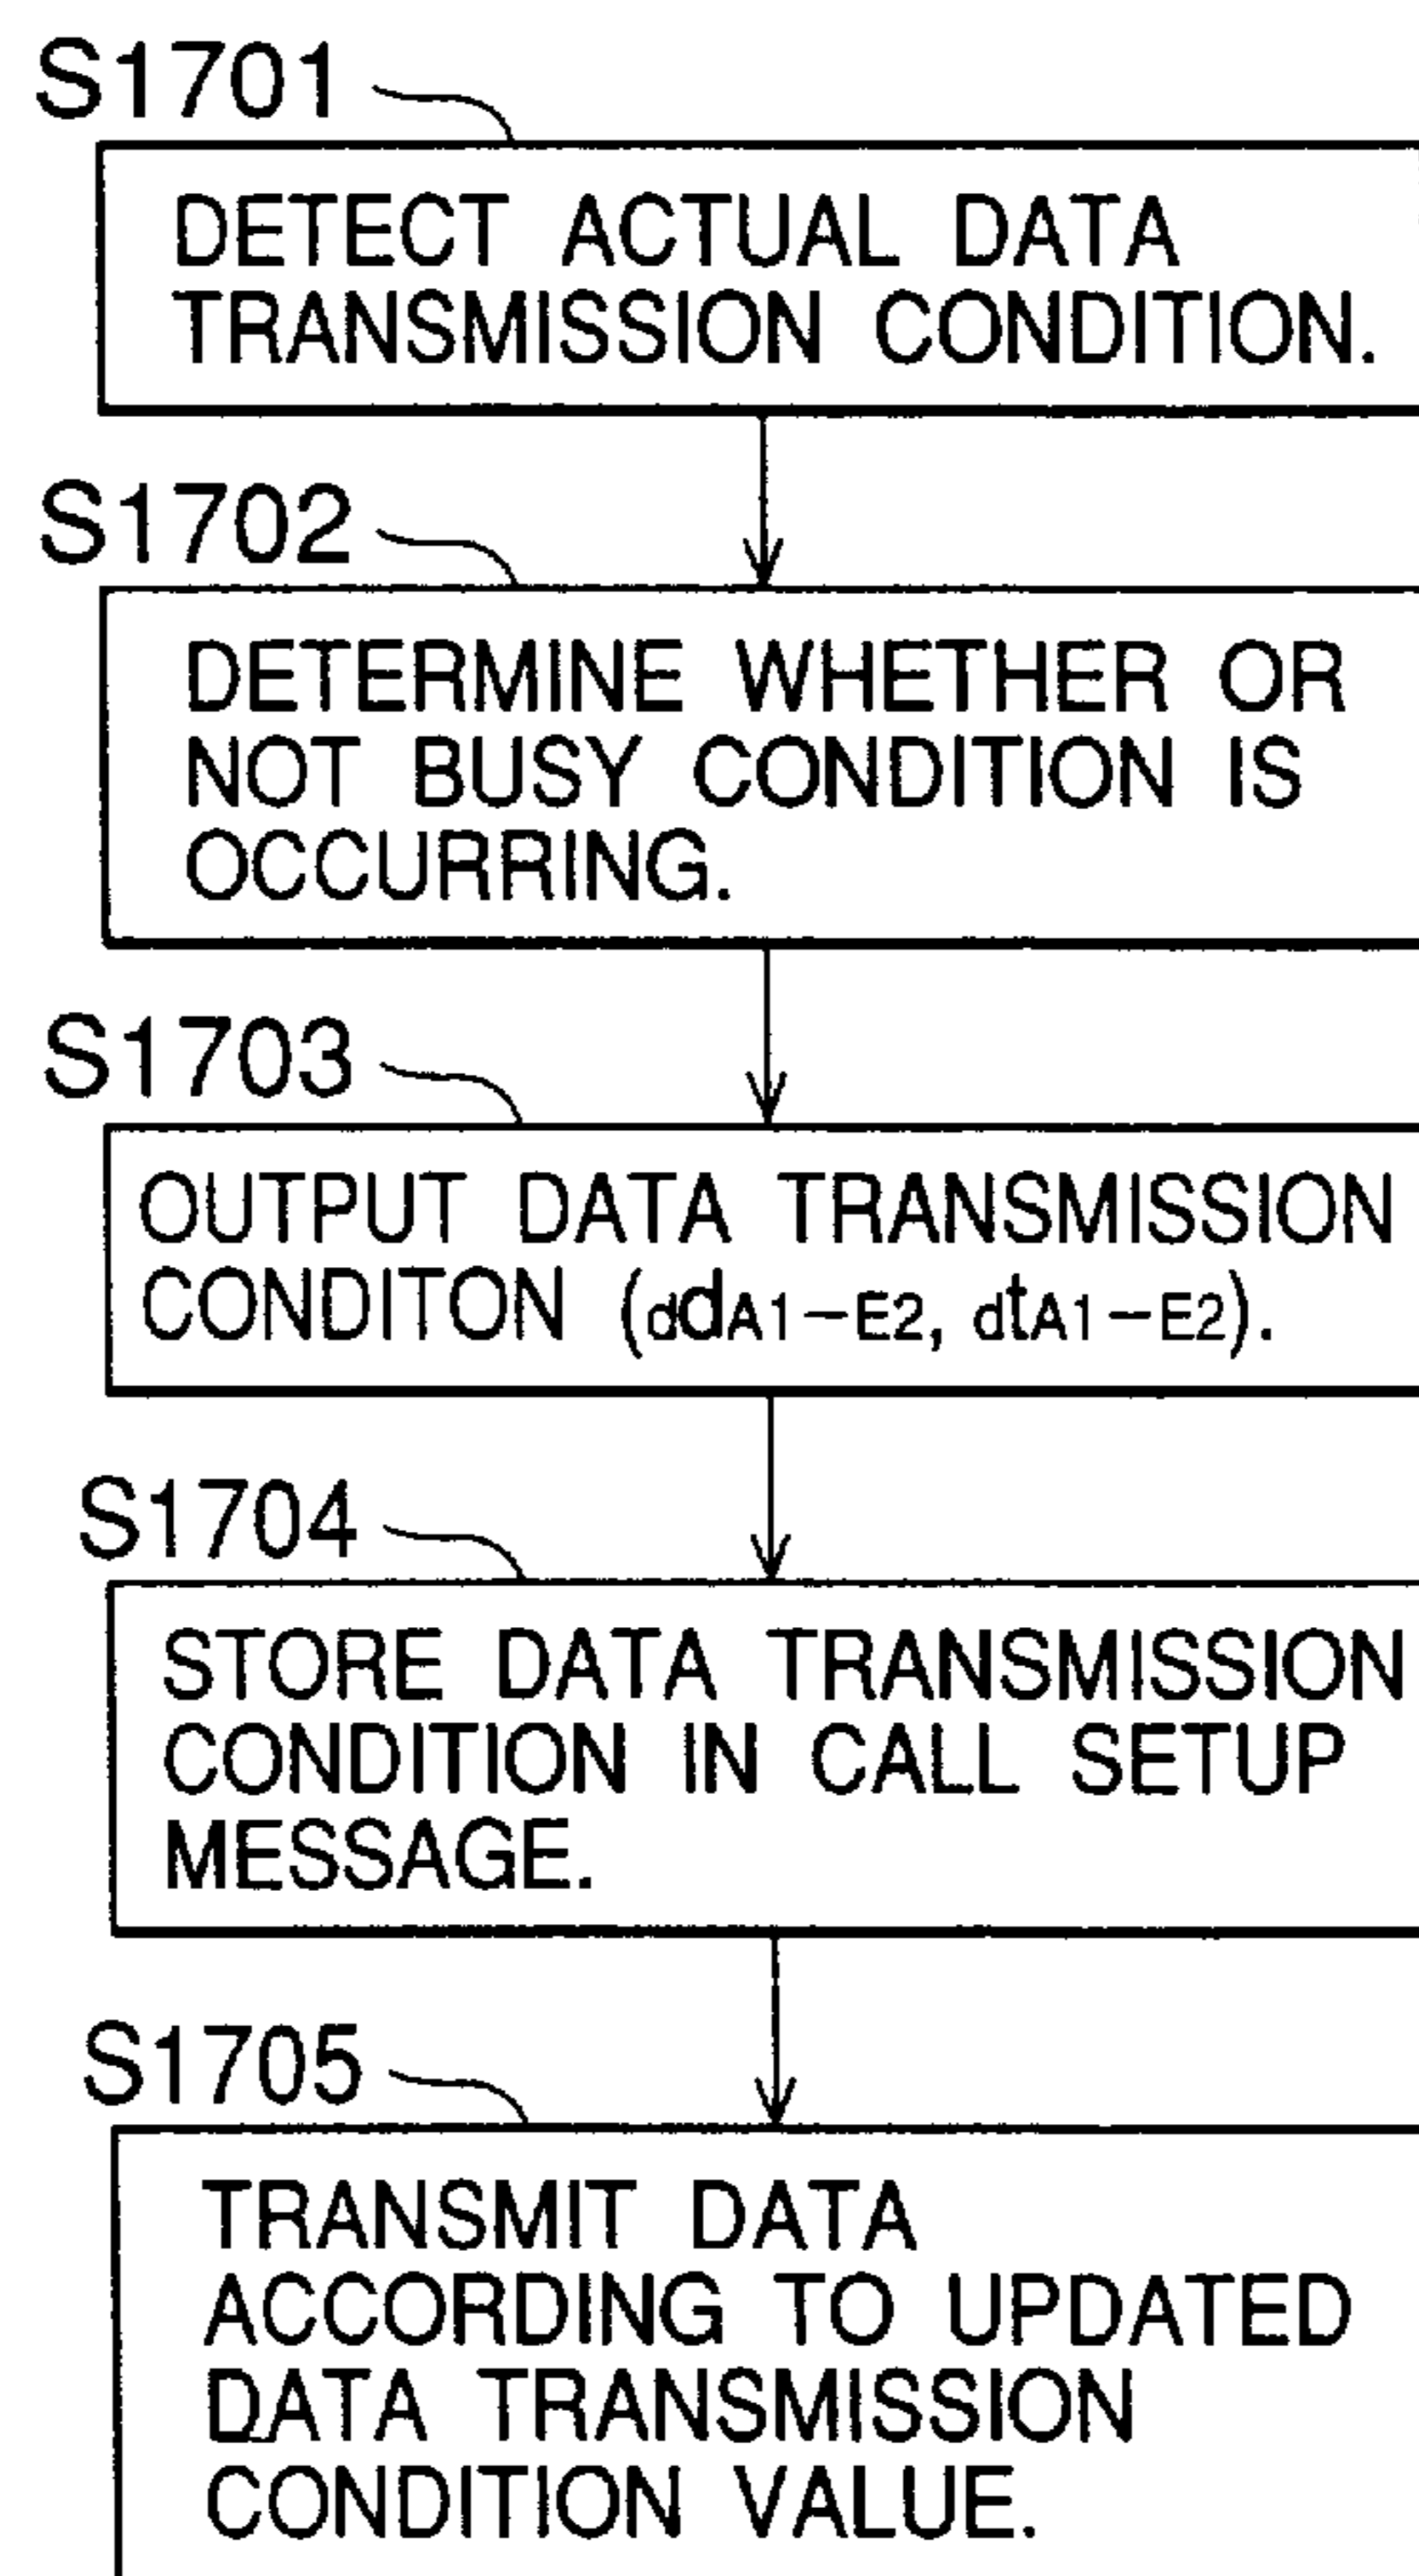 S1701
DETECT ACTUAL DATA
TRANSMISSION CONDITION.
S1702
DETERMINE WHETHER OR
NOT BUSY CONDITION IS
OCCURRING.
S1703
OUTPUT DATA TRANSMISSION
CONDITON (ddA1-E2, dtA1-E2).
S1704
STORE DATA TRANSMISSION
CONDITION IN CALL SETUP
MESSAGE.
S1705
TRANSMIT DATA
ACCORDING TO UPDATED
DATA TRANSMISSION
CONDITION VALUE.